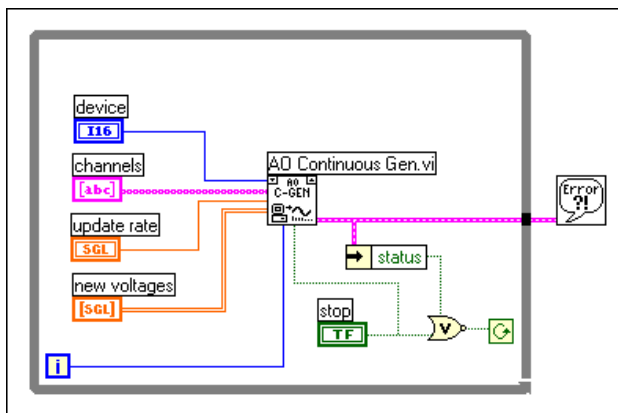 device
I16
channels
[abc]
update rate
SGL
new voltages
[SGL]
i
AO Continuous Gen.vi
AO
C-GEN
status
stop
TF
V
Error
?!